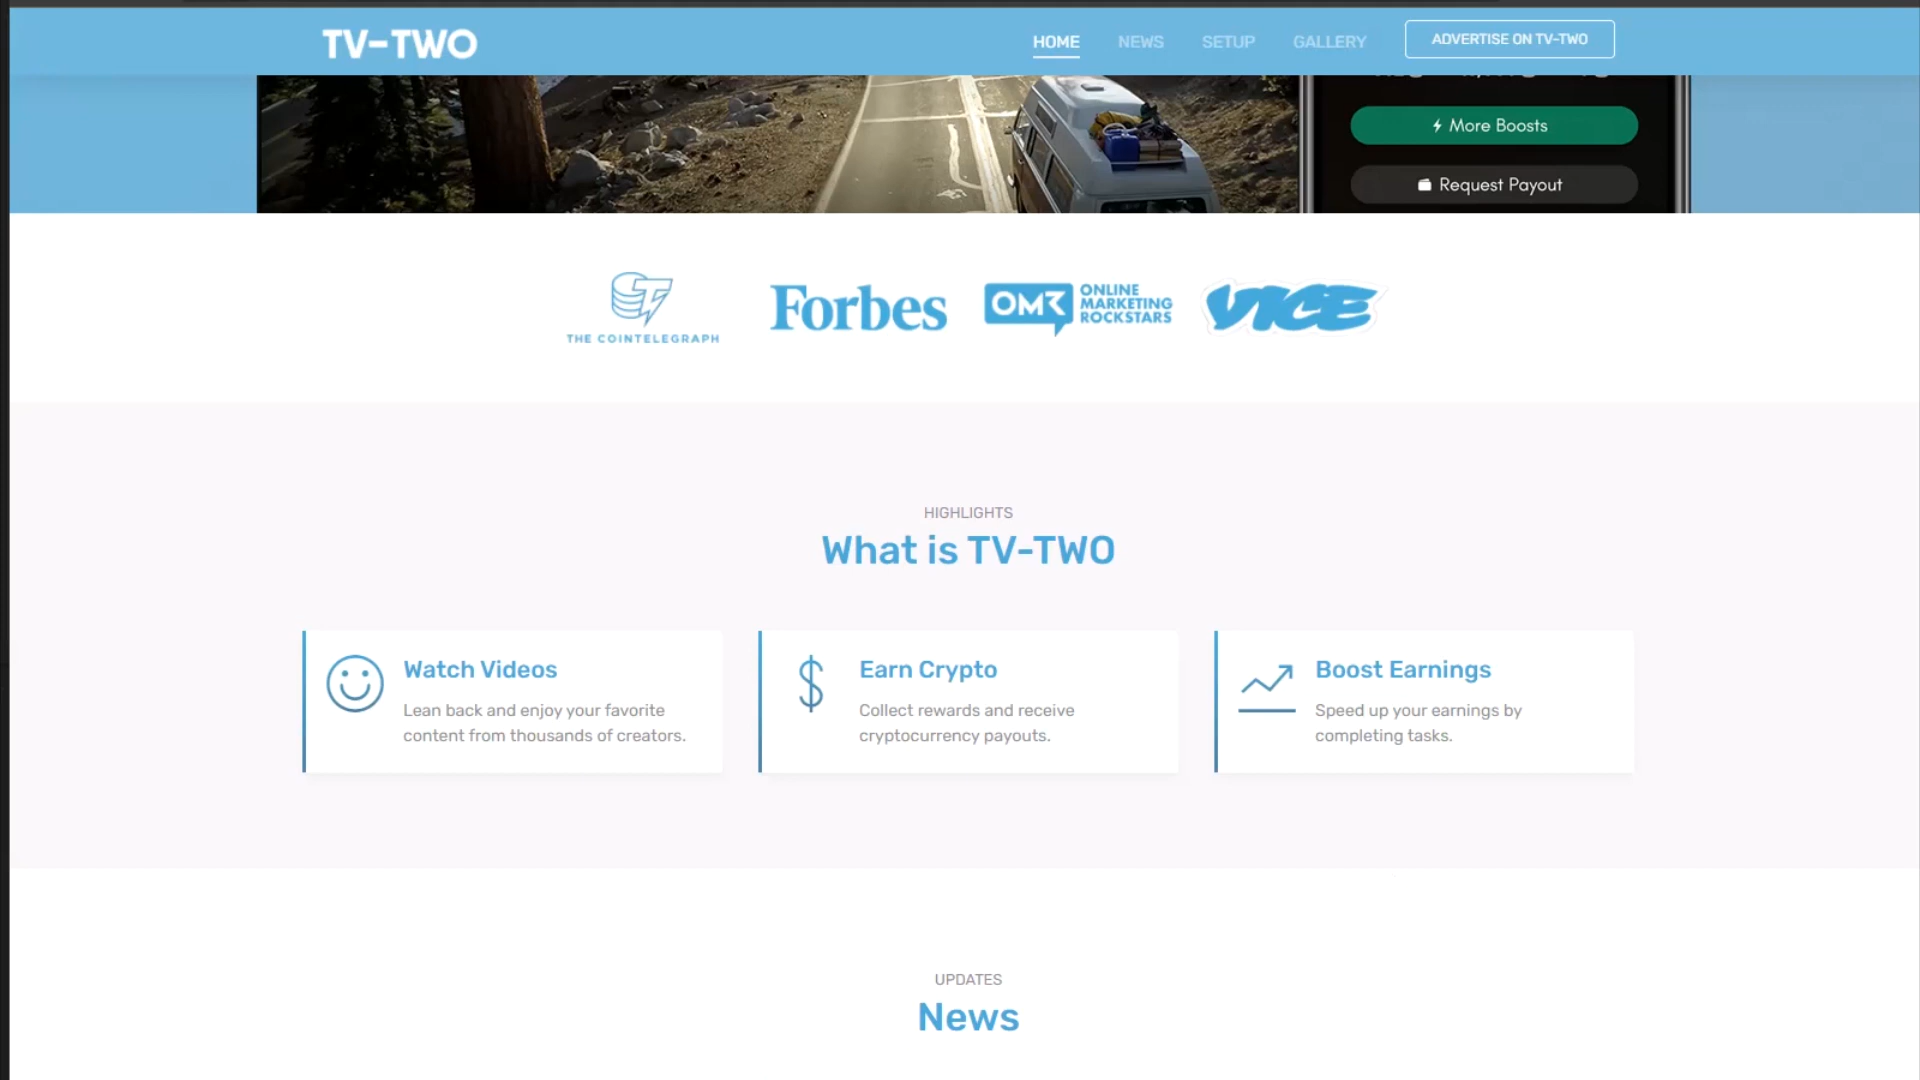 TV-TWO
HOME
NEWS
SETUP
GALLERY
ADVERTISE ON TV-TWO
More Boosts
Request Payout
THE COINTELEGRAPH
Forbes
OMR
ONLINE
MARKETING
ROCKSTARS
VICE
HIGHLIGHTS
What is TV-TWO
Watch Videos
Lean back and enjoy your favorite
content from thousands of creators.
Earn Crypto
Collect rewards and receive
cryptocurrency payouts.
Boost Earnings
Speed up your earnings by
completing tasks.
UPDATES
News